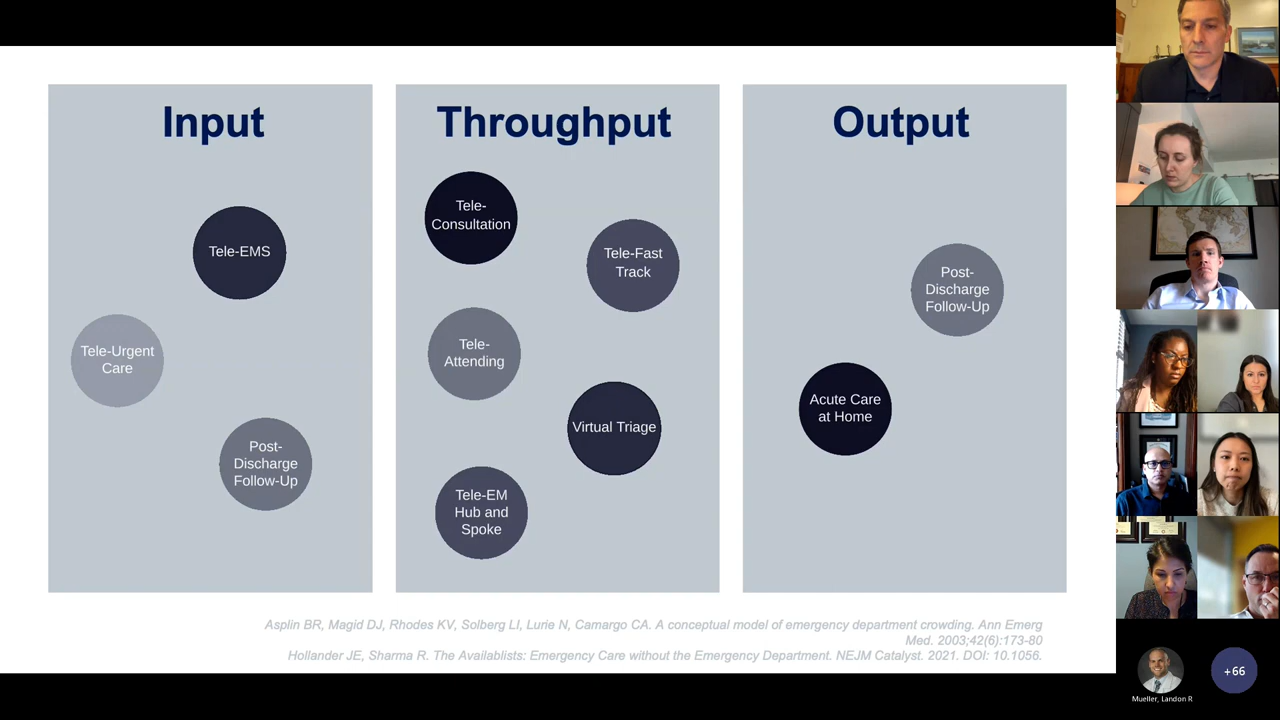 Input
Tele-EMS
Tele-Urgent
Care
Post-
Discharge
Follow-Up
Throughput
Tele-
Consultation
Tele-Fast
Track
Tele-
Attending
Virtual Triage
Tele-EM
Hub and
Spoke
Output
Post-
Discharge
Follow-Up
Acute Care
at Home
Asplin BR, Magid DJ, Rhodes KV, Solberg LI, Lurie N, Camargo CA. A conceptual model of emergency department crowding. Ann Emerg
Med. 2003;42(6):173-80
Hollander JE, Sharma R. The Availablists: Emergency Care without the Emergency Department. NEJM Catalyst. 2021. DOI: 10.1056.
Mueller, Landon R
+66